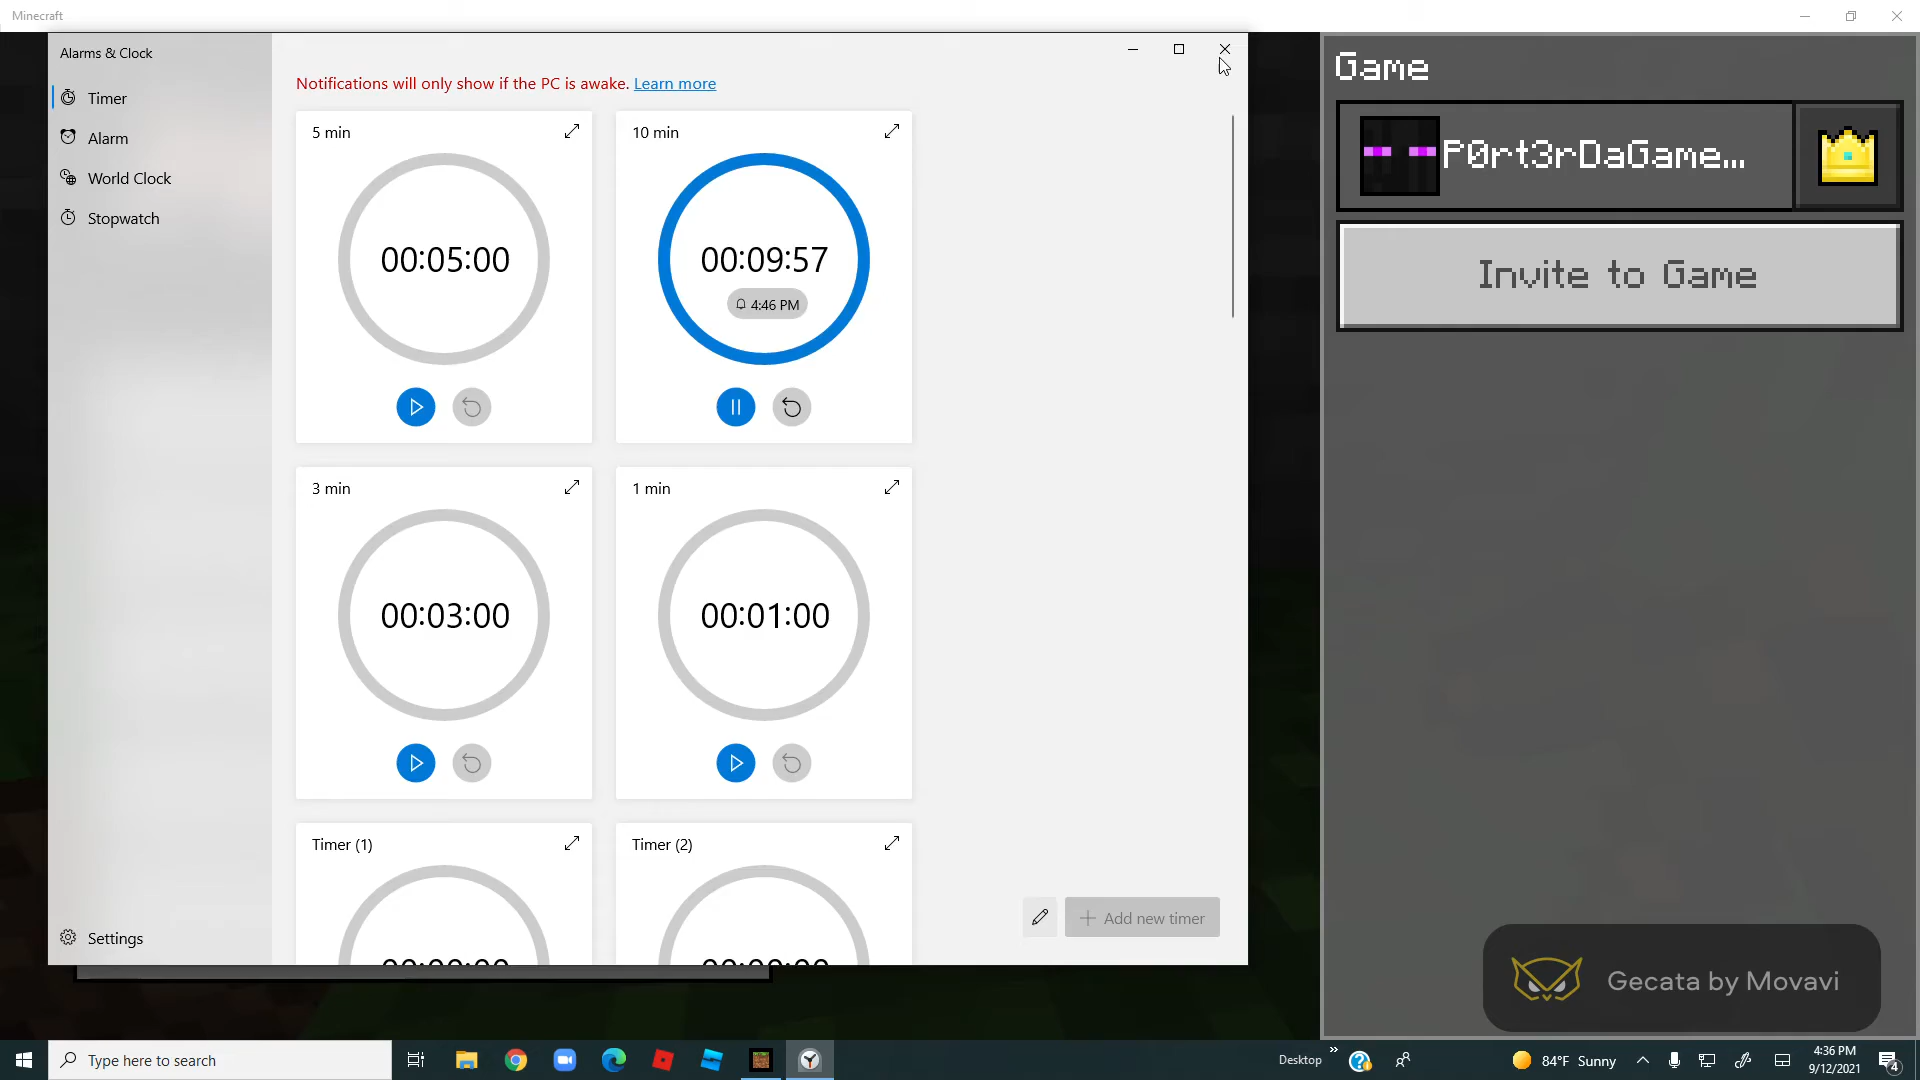 Minecraft
Alarms & Clock
Timer
Alarm
World Clock
Stopwatch
Settings
Notifications will only show if the PC is awake. Learn more
5 min
00:05:00
10 min
00:09:57
4:46 PM
3 min
00:03:00
1 min
00:01:00
Timer (1)
Timer (2)
Add new timer
Game
P0rt3rDaGame...
Invite to Game
Gecata by Movavi
Type here to search
Desktop
84°F Sunny
4:36 PM
9/12/2021
4